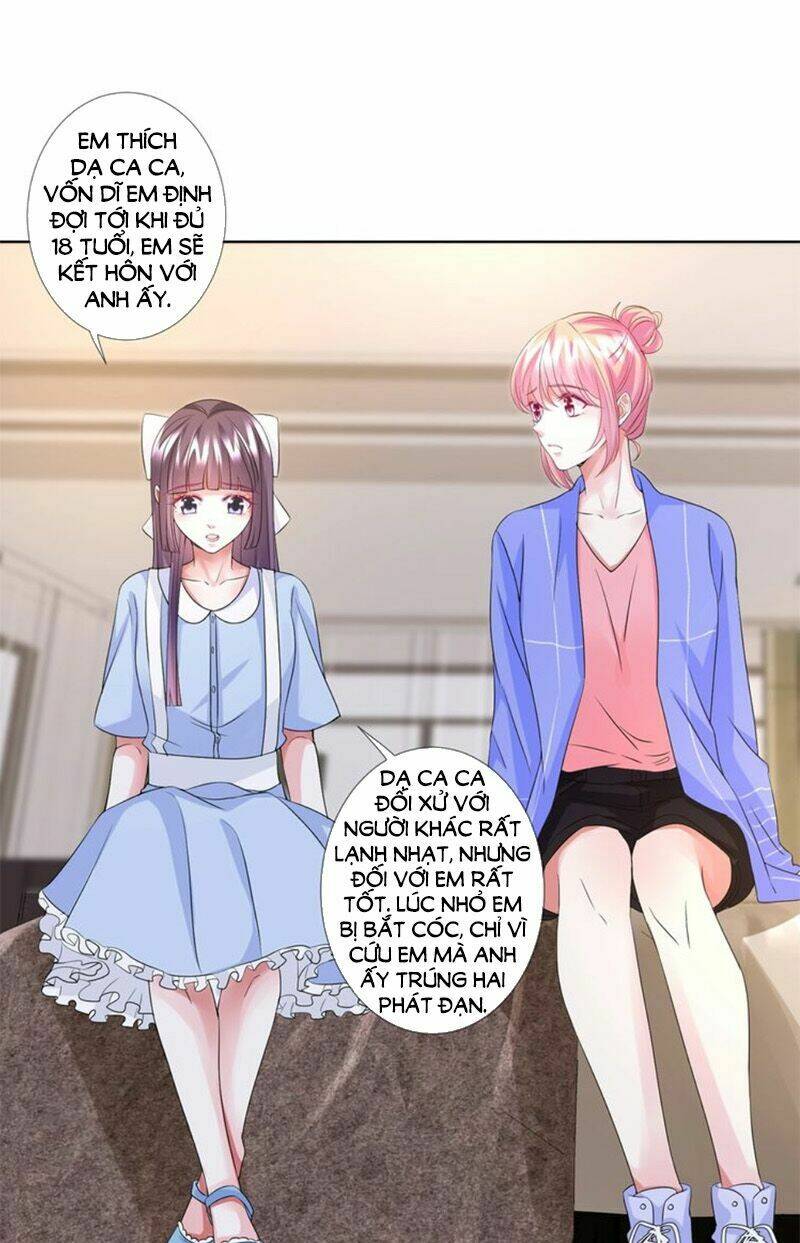 EM THÍCH
DẠ CA CA,
VỐN DĨ EM ĐỊNH
ĐỢI TỚI KHI ĐỦ
18 TUỔI, EM SẼ
KẾT HÔN VỚI
ANH ẤY.
DẠ CA CA
ĐỐI XỬ VỚI
NGƯỜI KHÁC RẤT
LẠNH NHẠT, NHƯNG
ĐỐI VỚI EM RẤT
TỐT. LÚC NHỎ EM
BỊ BẮT CÓC, CHỈ VÌ
CỨU EM MÀ ANH
ẤY TRÚNG HAI
PHÁT ĐẠN.